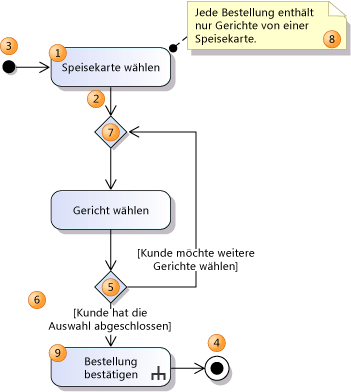 Jede Bestellung enthält
nur Gerichte von einer
Speisekarte.
8
3
1
Speisekarte wählen
2
7
Gericht wählen
[Kunde möchte weitere
Gerichte wählen]
5
6
[Kunde hat die
Auswahl abgeschlossen]
4
9
Bestellung
bestätigen